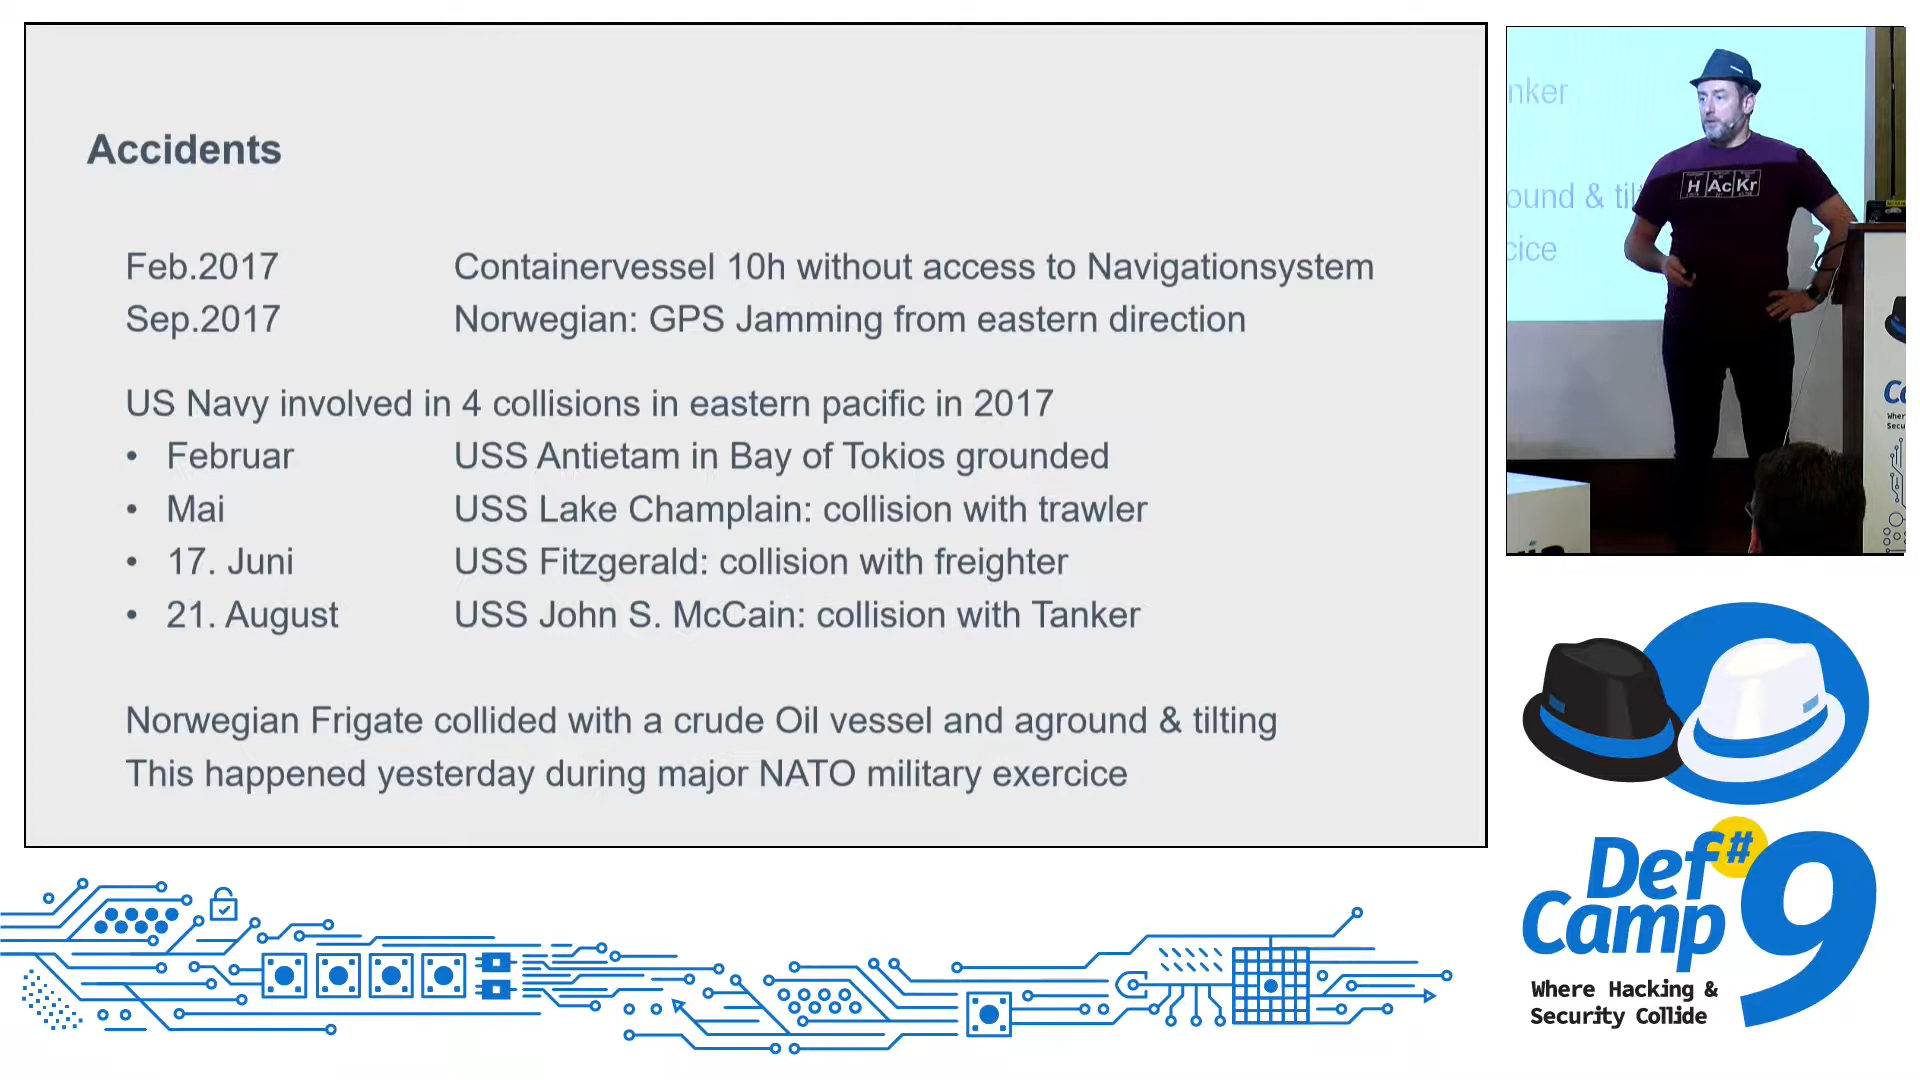 Accidents
Feb.2017 Containervessel 10h without access to Navigationsystem
Sep.2017 Norwegian: GPS Jamming from eastern direction
US Navy involved in 4 collisions in eastern pacific in 2017
• Februar USS Antietam in Bay of Tokios grounded
• Mai USS Lake Champlain: collision with trawler
• 17. Juni USS Fitzgerald: collision with freighter
• 21. August USS John S. McCain: collision with Tanker
Norwegian Frigate collided with a crude Oil vessel and aground & tilting
This happened yesterday during major NATO military exercice
nker
ound & til
cice
H Ac Kr
Ca
Wher
Secu
Def#
Camp 9
Where Hacking &
Security Collide